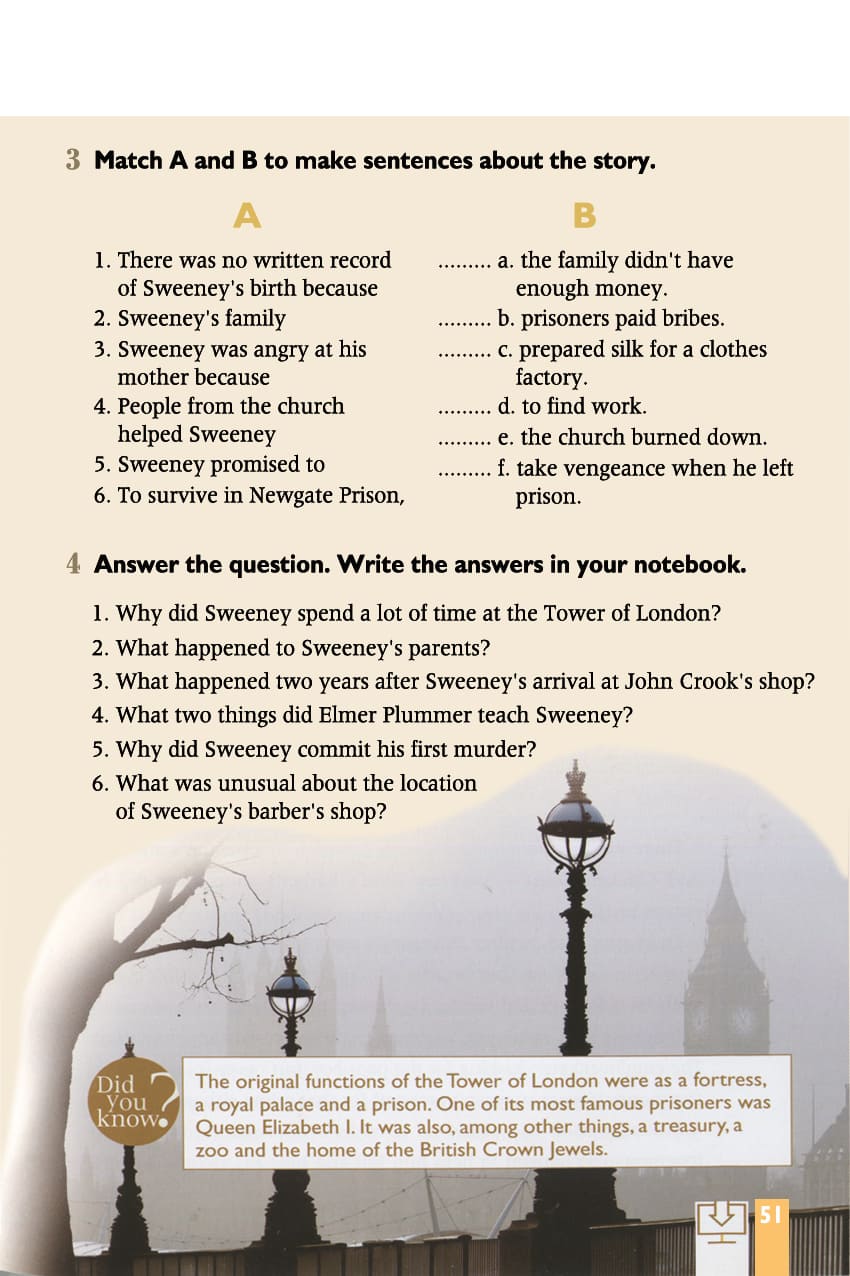 3 Match A and B to make sentences about the story.
A
B
1. There was no written record
of Sweeney's birth because
2. Sweeney's family
3. Sweeney was angry at his
mother because
4. People from the church
helped Sweeney
5. Sweeney promised to
6. To survive in Newgate Prison,
......... a. the family didn't have
enough money.
......... b. prisoners paid bribes.
......... c. prepared silk for a clothes
factory.
......... d. to find work.
......... e. the church burned down.
......... f. take vengeance when he left
prison.
4 Answer the question. Write the answers in your notebook.
1. Why did Sweeney spend a lot of time at the Tower of London?
2. What happened to Sweeney's parents?
3. What happened two years after Sweeney's arrival at John Crook's shop?
4. What two things did Elmer Plummer teach Sweeney?
5. Why did Sweeney commit his first murder?
6. What was unusual about the location
of Sweeney's barber's shop?
Did
you
know?
The original functions of the Tower of London were as a fortress,
a royal palace and a prison. One of its most famous prisoners was
Queen Elizabeth I. It was also, among other things, a treasury, a
zoo and the home of the British Crown Jewels.
51